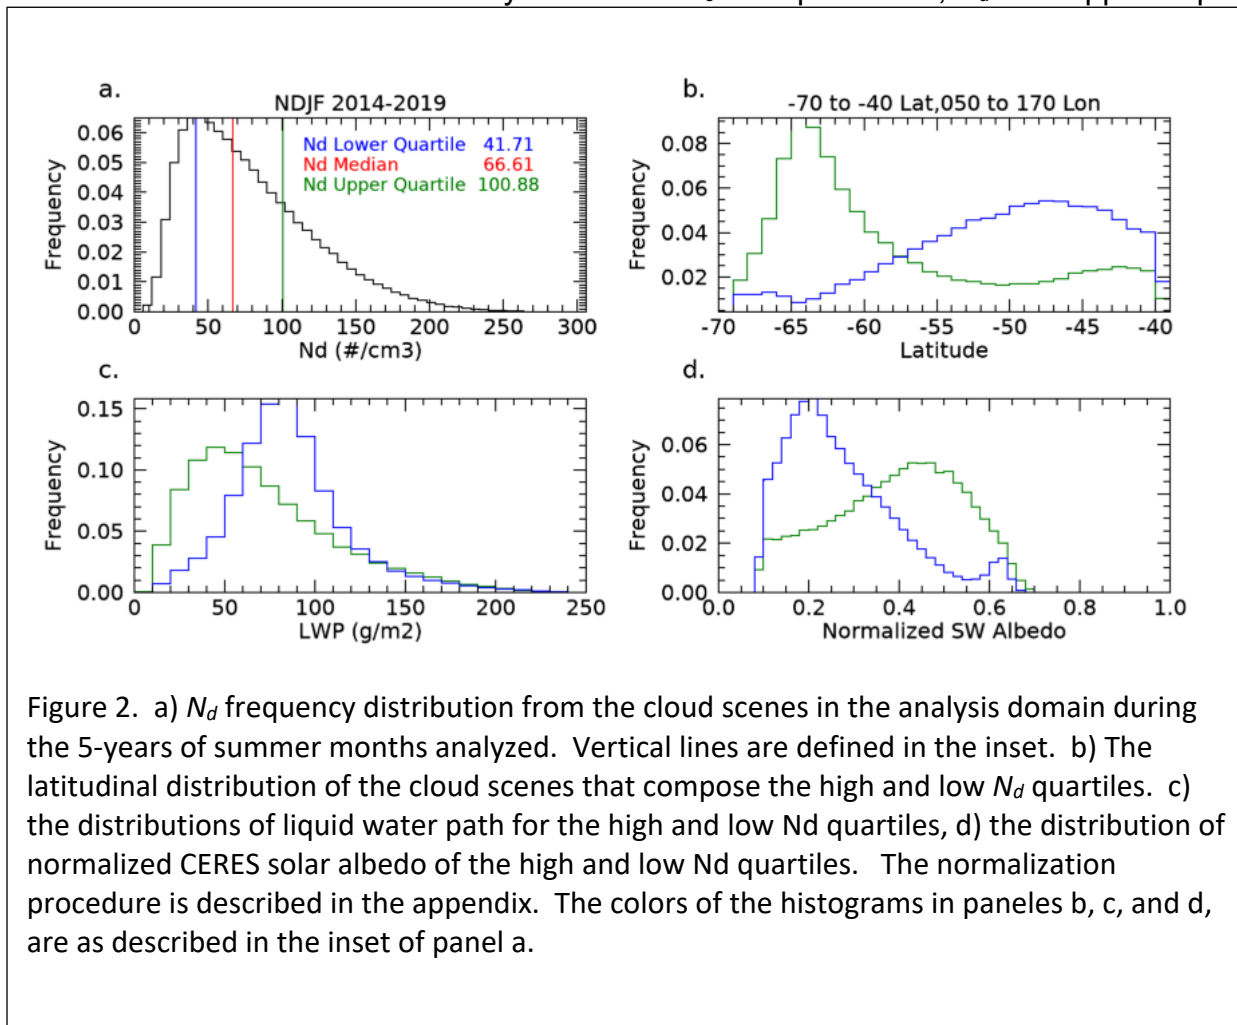 a.
NDJF 2014-2019
Nd Lower Quartile 41.71
Nd Median 66.61
Nd Upper Quartile 100.88
Frequency
0.06
0.05
0.04
0.03
0.02
0.01
0.00
0 50 100 150 200 250 300
Nd (#/cm3)
b.
-70 to -40 Lat,050 to 170 Lon
Frequency
0.08
0.06
0.04
0.02
-70 -65 -60 -55 -50 -45 -40
Latitude
c.
Frequency
0.15
0.10
0.05
0.00
0 50 100 150 200 250
LWP (g/m2)
d.
Frequency
0.06
0.04
0.02
0.00
0.0 0.2 0.4 0.6 0.8 1.0
Normalized SW Albedo
Figure 2. a) Nd frequency distribution from the cloud scenes in the analysis domain during
the 5-years of summer months analyzed. Vertical lines are defined in the inset. b) The
latitudinal distribution of the cloud scenes that compose the high and low Nd quartiles. c)
the distributions of liquid water path for the high and low Nd quartiles, d) the distribution of
normalized CERES solar albedo of the high and low Nd quartiles. The normalization
procedure is described in the appendix. The colors of the histograms in paneles b, c, and d,
are as described in the inset of panel a.